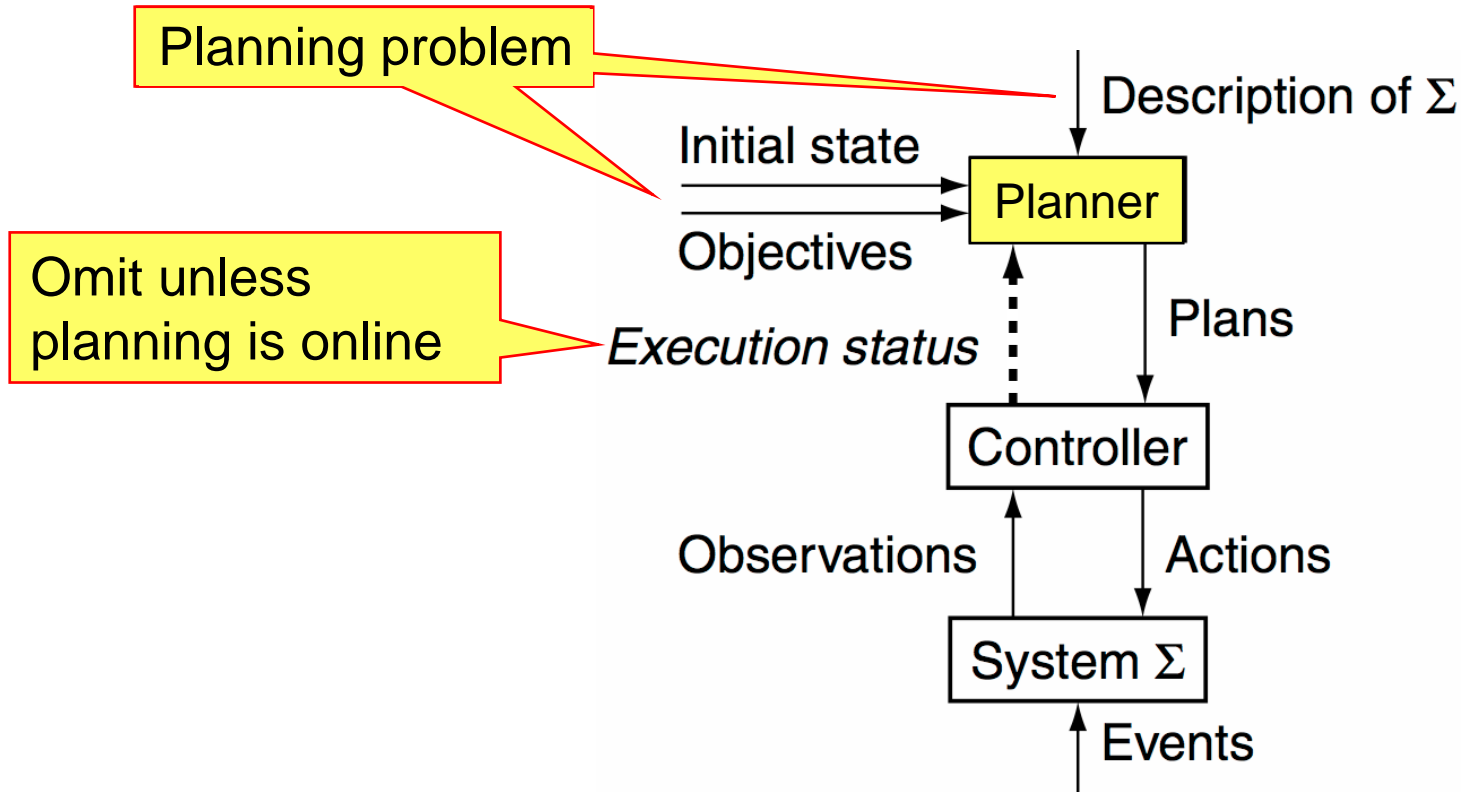 Planning problem
Description of Σ
Initial state
Planner
Objectives
Omit unless
planning is online
Execution status
Plans
Controller
Observations
Actions
System Σ
Events